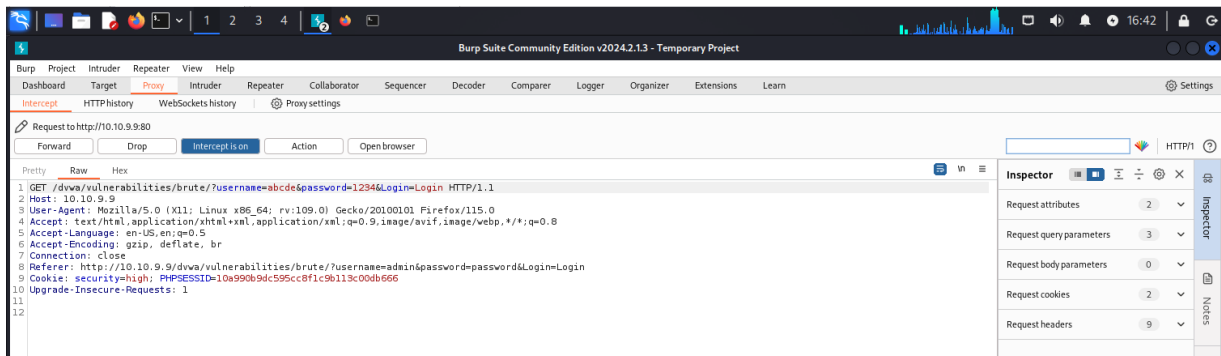 1 2 3 4 2 16:42
Burp Suite Community Edition v2024.2.1.3 - Temporary Project
Burp Project Intruder Repeater View Help
Dashboard Target Proxy Intruder Repeater Collaborator Sequencer Decoder Comparer Logger Organizer Extensions Learn Settings
Intercept HTTP history WebSockets history Proxy settings
Request to http://10.10.9.9:80
Forward Drop Intercept is on Action Open browser HTTP/1 ?
Pretty Raw Hex \n Inspector
1 GET /dvwa/vulnerabilities/brute/?username=abcde&password=1234&Login=Login HTTP/1.1
2 Host: 10.10.9.9
3 User-Agent: Mozilla/5.0 (X11; Linux x86_64; rv:109.0) Gecko/20100101 Firefox/115.0
4 Accept: text/html,application/xhtml+xml,application/xml;q=0.9,image/avif,image/webp,*/*;q=0.8
5 Accept-Language: en-US,en;q=0.5
6 Accept-Encoding: gzip, deflate, br
7 Connection: close
8 Referer: http://10.10.9.9/dvwa/vulnerabilities/brute/?username=admin&password=password&Login=Login
9 Cookie: security=high; PHPSESSID=10a990b9dc595cc8f1c9b113c00db666
10 Upgrade-Insecure-Requests: 1
11
12
Request attributes 2
Request query parameters 3
Request body parameters 0
Request cookies 2
Request headers 9
Inspector
Notes